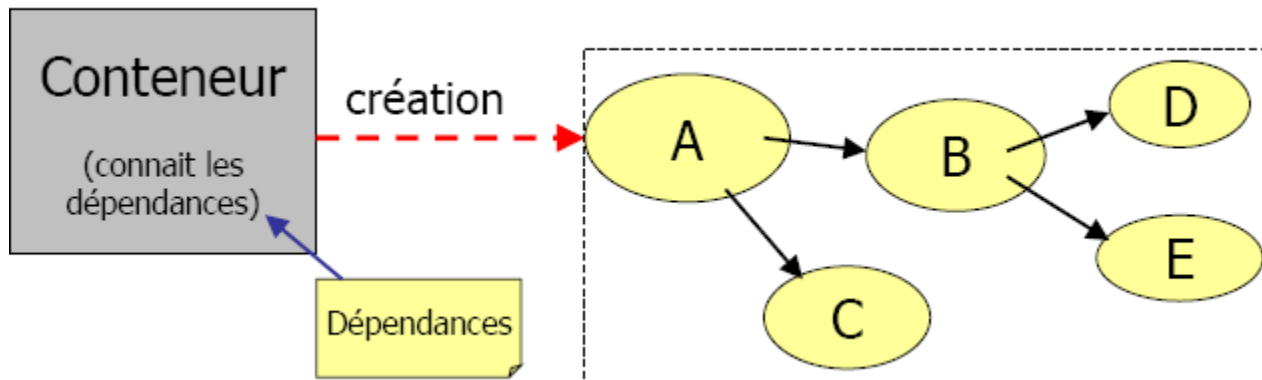 Conteneur
(connait les
dépendances)
création
Dépendances
A
B
C
D
E